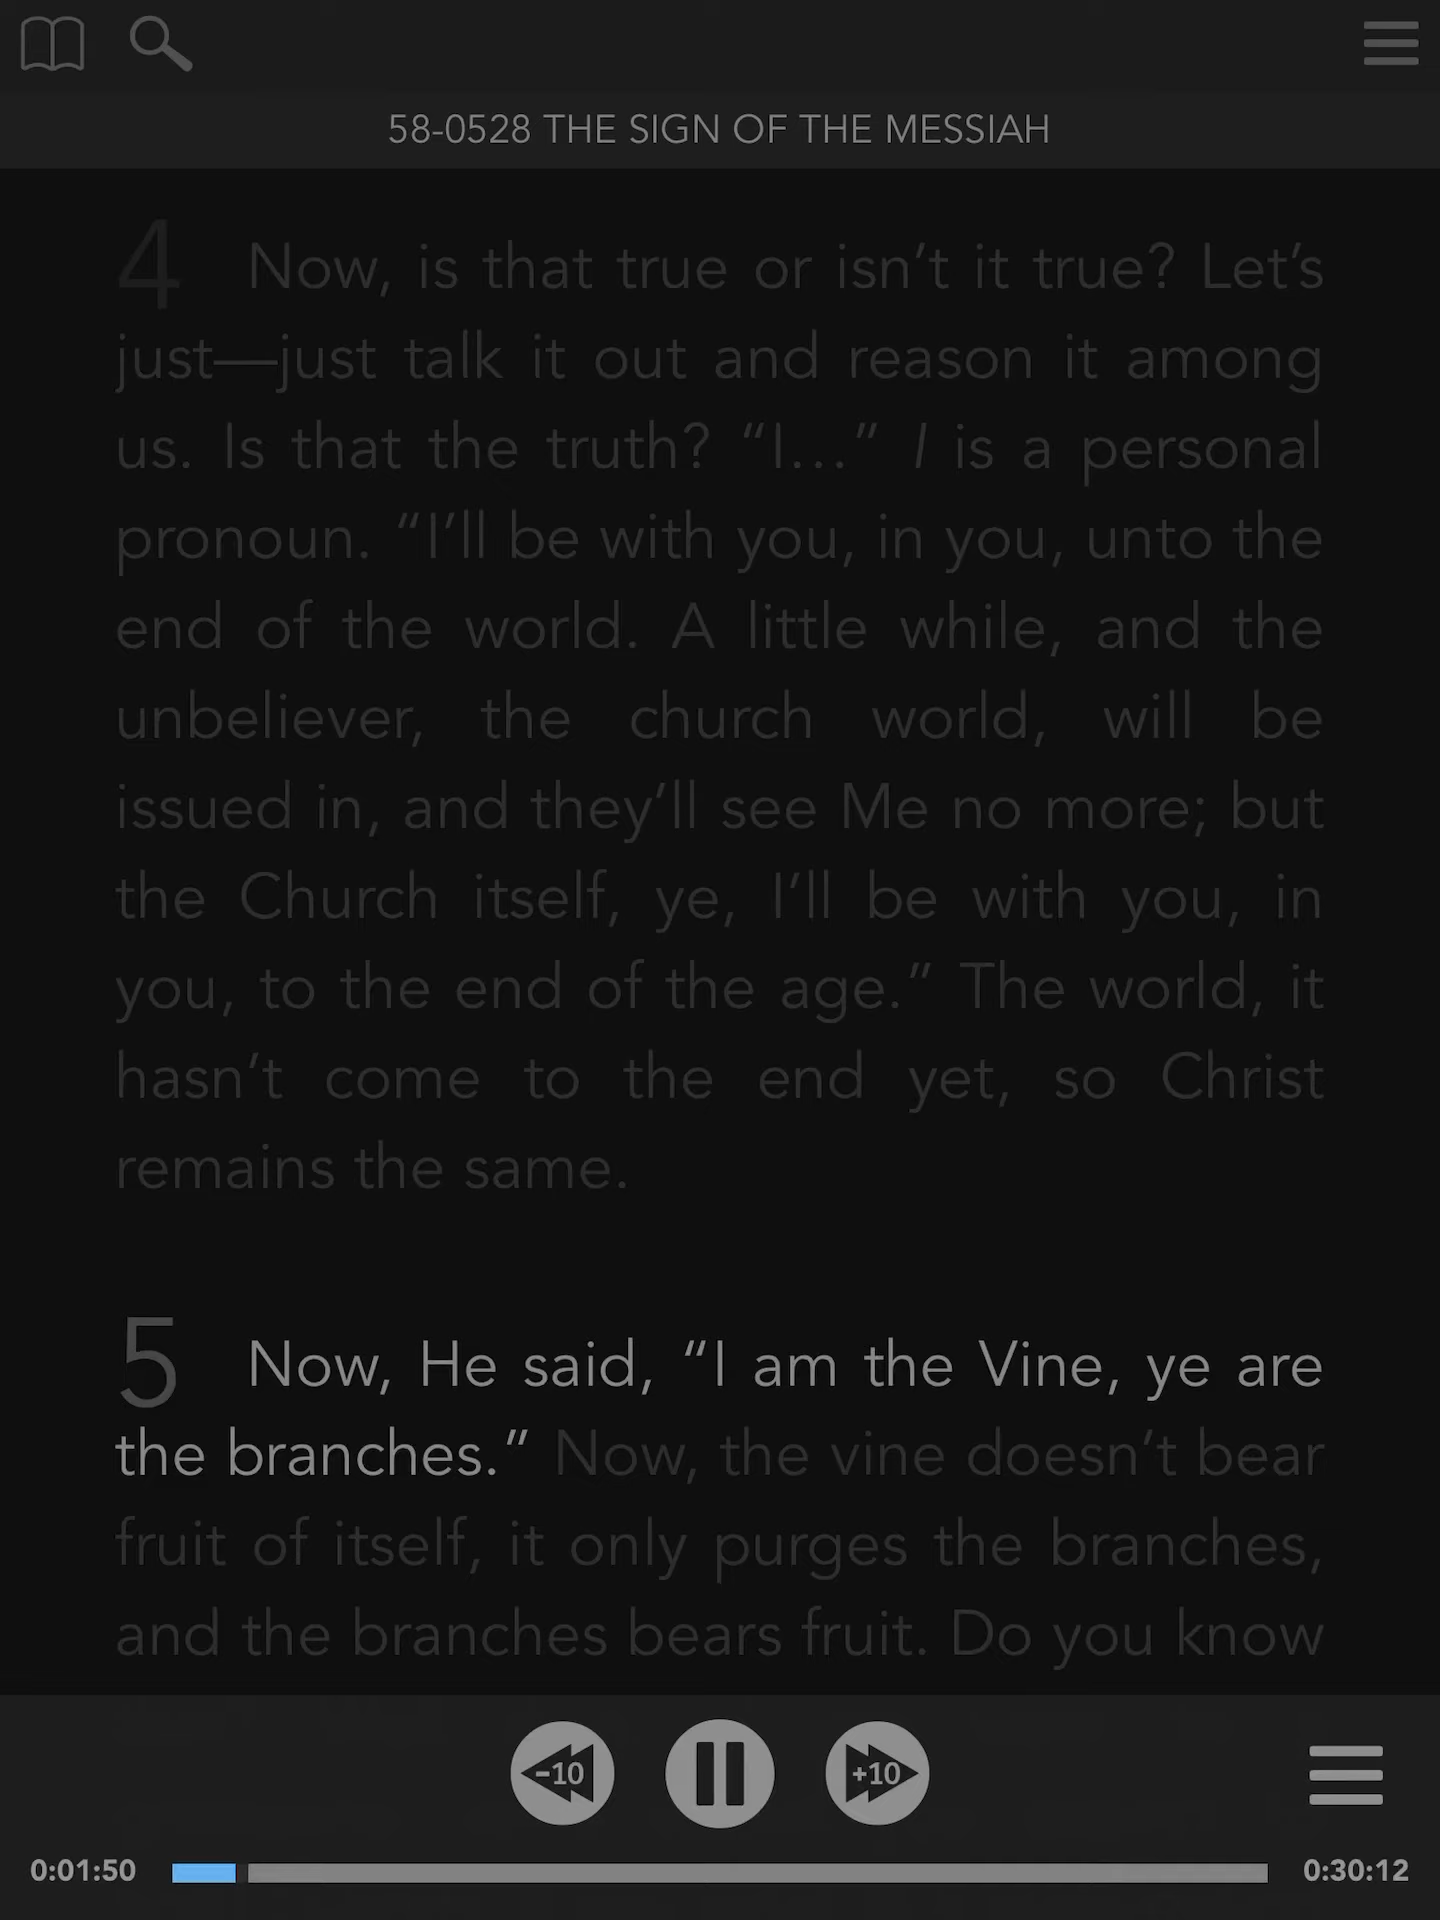 58-0528 THE SIGN OF THE MESSIAH
4 Now, is that true or isn’t it true? Let’s
just—just talk it out and reason it among
us. Is that the truth? “I…” I is a personal
pronoun. “I’ll be with you, in you, unto the
end of the world. A little while, and the
unbeliever, the church world, will be
issued in, and they’ll see Me no more; but
the Church itself, ye, I’ll be with you, in
you, to the end of the age.” The world, it
hasn’t come to the end yet, so Christ
remains the same.
5 Now, He said, “I am the Vine, ye are
the branches.” Now, the vine doesn’t bear
fruit of itself, it only purges the branches,
and the branches bears fruit. Do you know
-10 +10
0:01:50 0:30:12